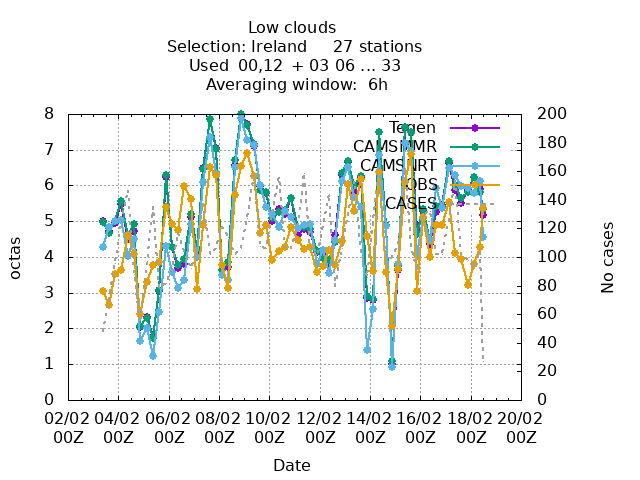 Low clouds
Selection: Ireland 27 stations
Used 00,12 + 03 06 ... 33
Averaging window: 6h
Tegen
CAMSiMR
CAMSNRT
OBS
CASES
octas
0
1
2
3
4
5
6
7
8
No cases
0
20
40
60
80
100
120
140
160
180
200
02/02 04/02 06/02 08/02 10/02 12/02 14/02 16/02 18/02 20/02
00Z 00Z 00Z 00Z 00Z 00Z 00Z 00Z 00Z 00Z
Date